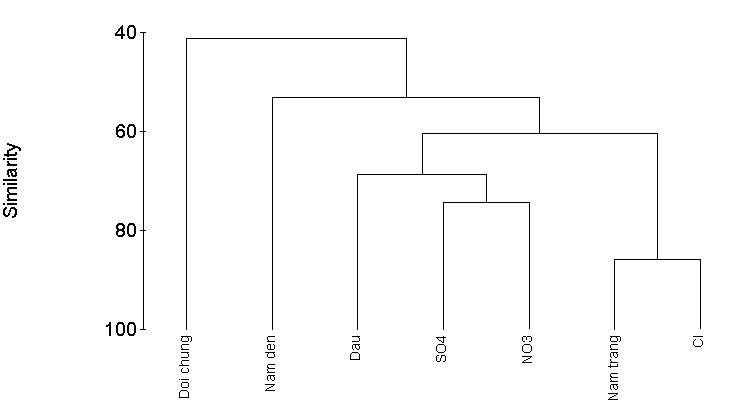 Similarity
40
60
80
100
Doi chung
Nam den
Dau
SO4
NO3
Nam trang
Cl